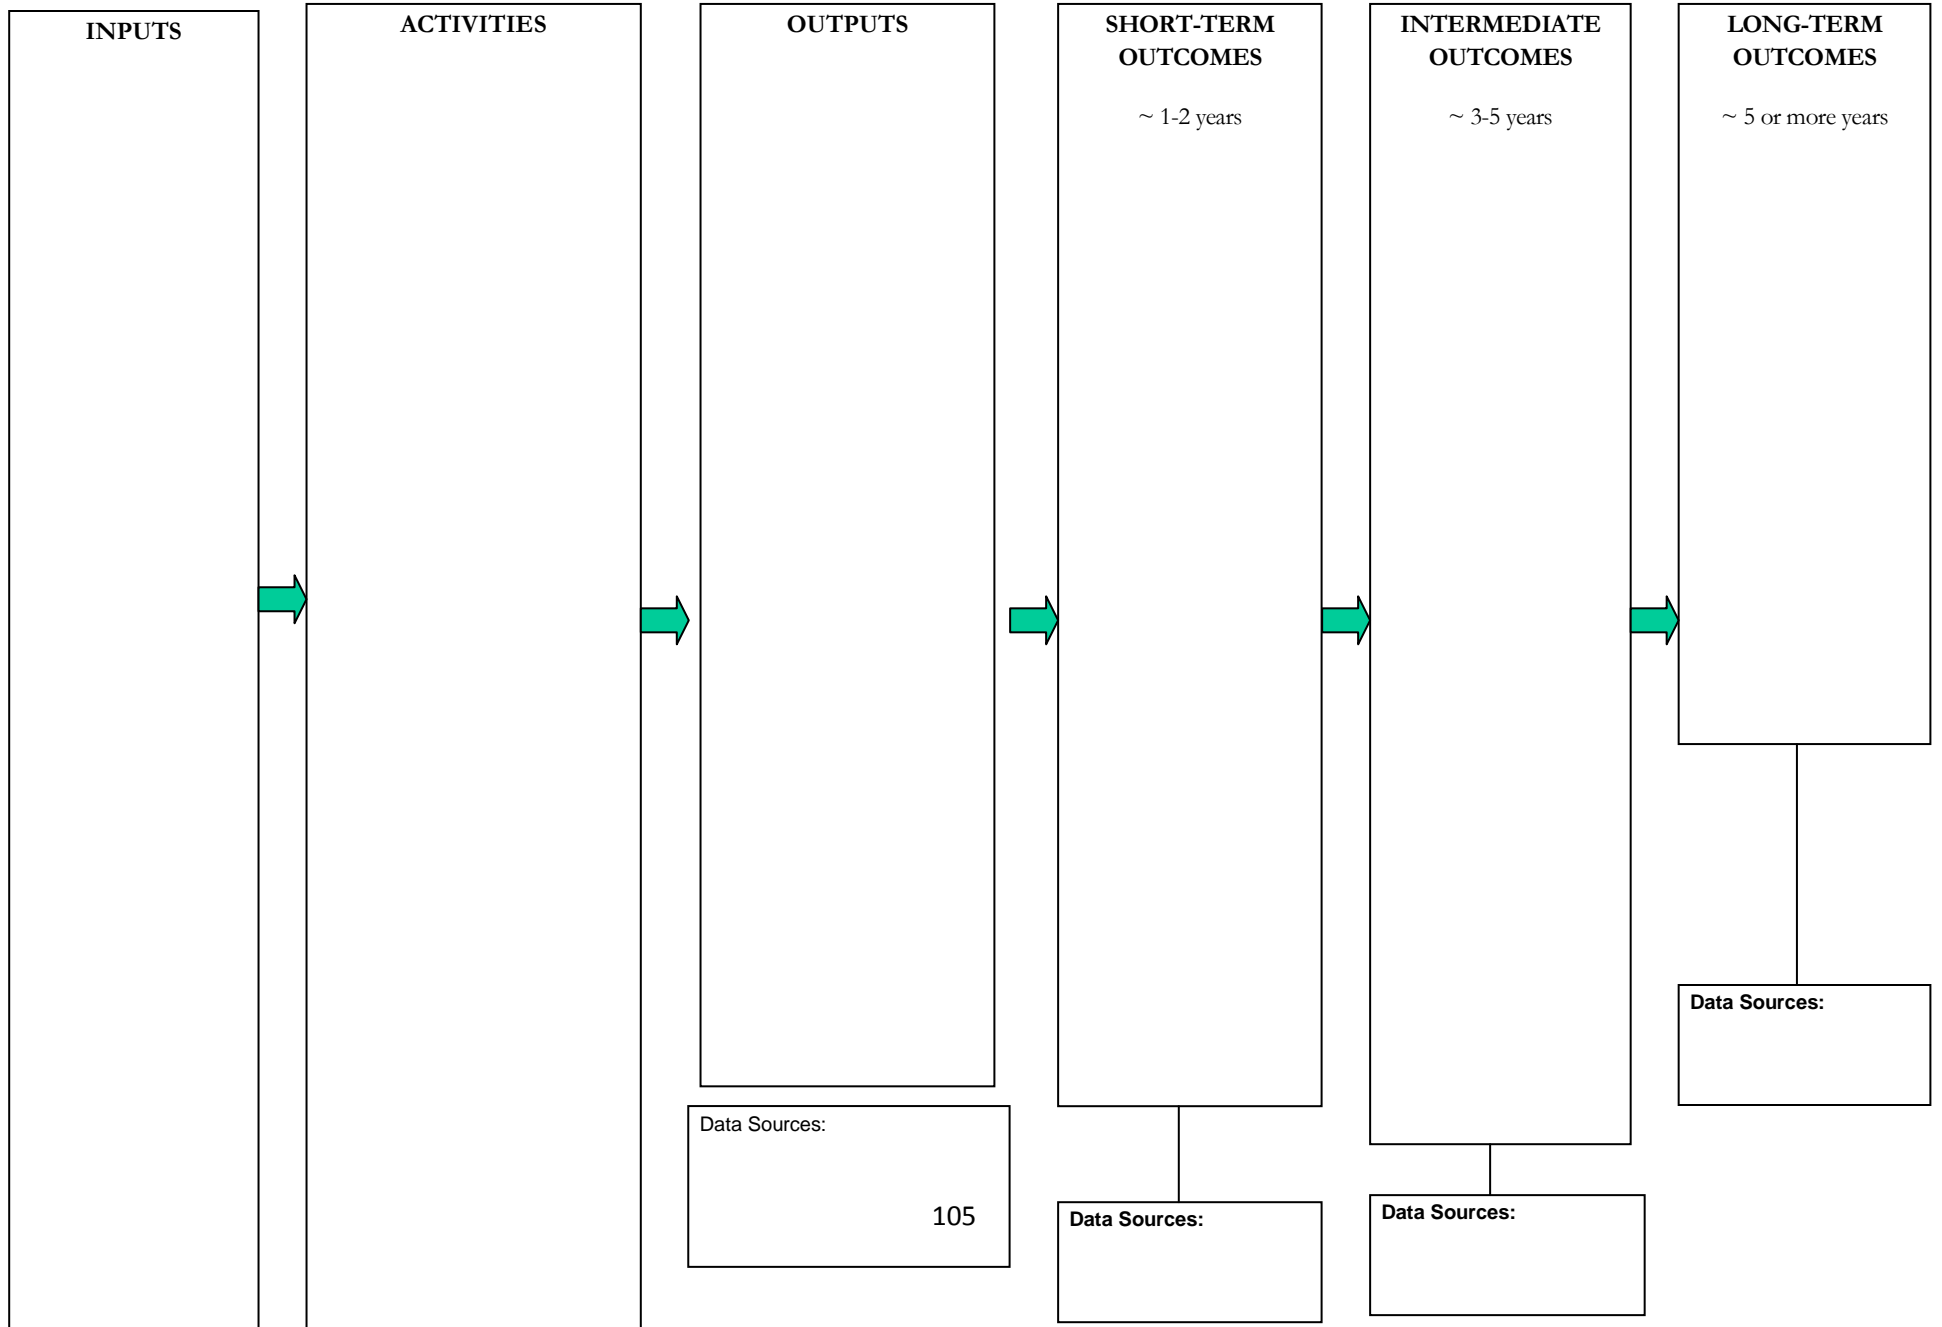 INPUTS
ACTIVITIES
OUTPUTS
SHORT-TERM
OUTCOMES
~ 1-2 years
INTERMEDIATE
OUTCOMES
~ 3-5 years
LONG-TERM
OUTCOMES
~ 5 or more years
Data Sources:
105
Data Sources:
Data Sources:
Data Sources: